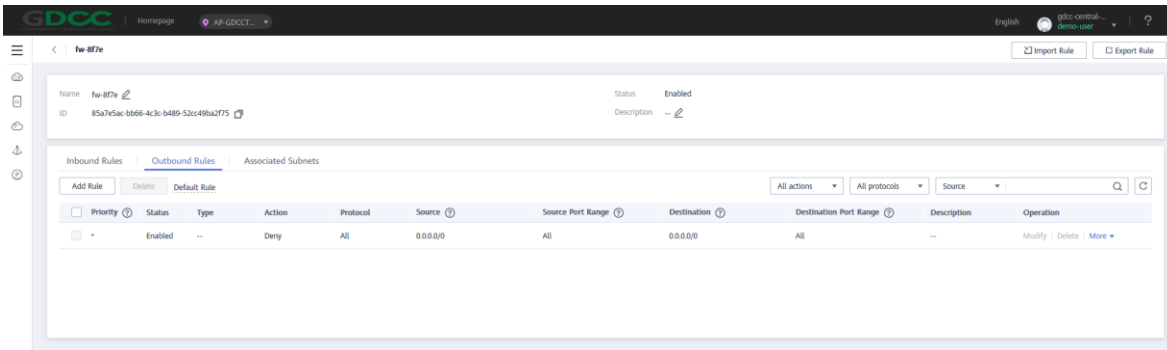 GDCC Homepage AP-GDCCT... English gdcc-central-... demo-user ?
fw-8f7e Import Rule Export Rule
Name fw-8f7e Status Enabled
ID 85a7e5ac-bb66-4c3c-b489-52cc49ba2f75 Description --
Inbound Rules Outbound Rules Associated Subnets
Add Rule Delete Default Rule All actions All protocols Source
Priority ? Status Type Action Protocol Source ? Source Port Range ? Destination ? Destination Port Range ? Description Operation
* Enabled -- Deny All 0.0.0.0/0 All 0.0.0.0/0 All -- Modify Delete More